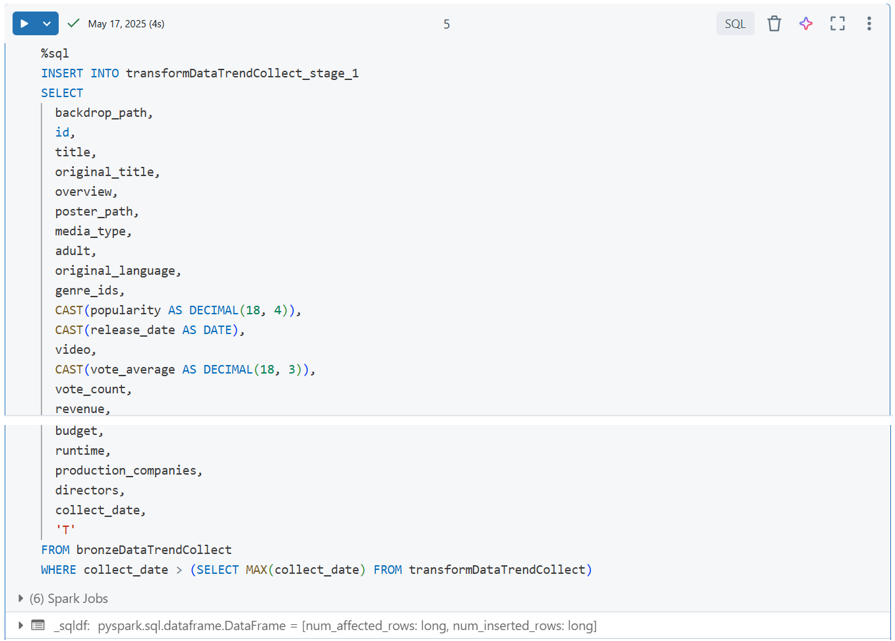 May 17, 2025 (4s)
5
SQL
%sql
INSERT INTO transformDataTrendCollect_stage_1
SELECT
backdrop_path,
id,
title,
original_title,
overview,
poster_path,
media_type,
adult,
original_language,
genre_ids,
CAST(popularity AS DECIMAL(18, 4)),
CAST(release_date AS DATE),
video,
CAST(vote_average AS DECIMAL(18, 3)),
vote_count,
revenue,
budget,
runtime,
production_companies,
directors,
collect_date,
'T'
FROM bronzeDataTrendCollect
WHERE collect_date > (SELECT MAX(collect_date) FROM transformDataTrendCollect)
(6) Spark Jobs
_sqldf: pyspark.sql.dataframe.DataFrame = [num_affected_rows: long, num_inserted_rows: long]